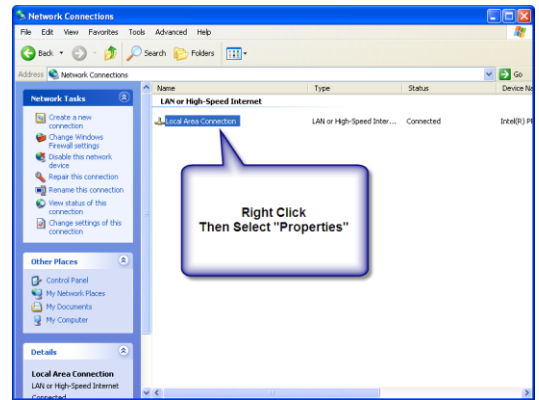 Network Connections
File Edit View Favorites Tools Advanced Help
Back Search Folders
Address Network Connections Go
Network Tasks
Create a new
connection
Change Windows
Firewall settings
Disable this network
device
Repair this connection
Rename this connection
View status of this
connection
Change settings of this
connection
Other Places
Control Panel
My Network Places
My Documents
My Computer
Details
Local Area Connection
LAN or High-Speed Internet
Connected
Name Type Status Device Na
LAN or High-Speed Internet
Local Area Connection LAN or High-Speed Inter... Connected Intel(R) P
Right Click
Then Select "Properties"